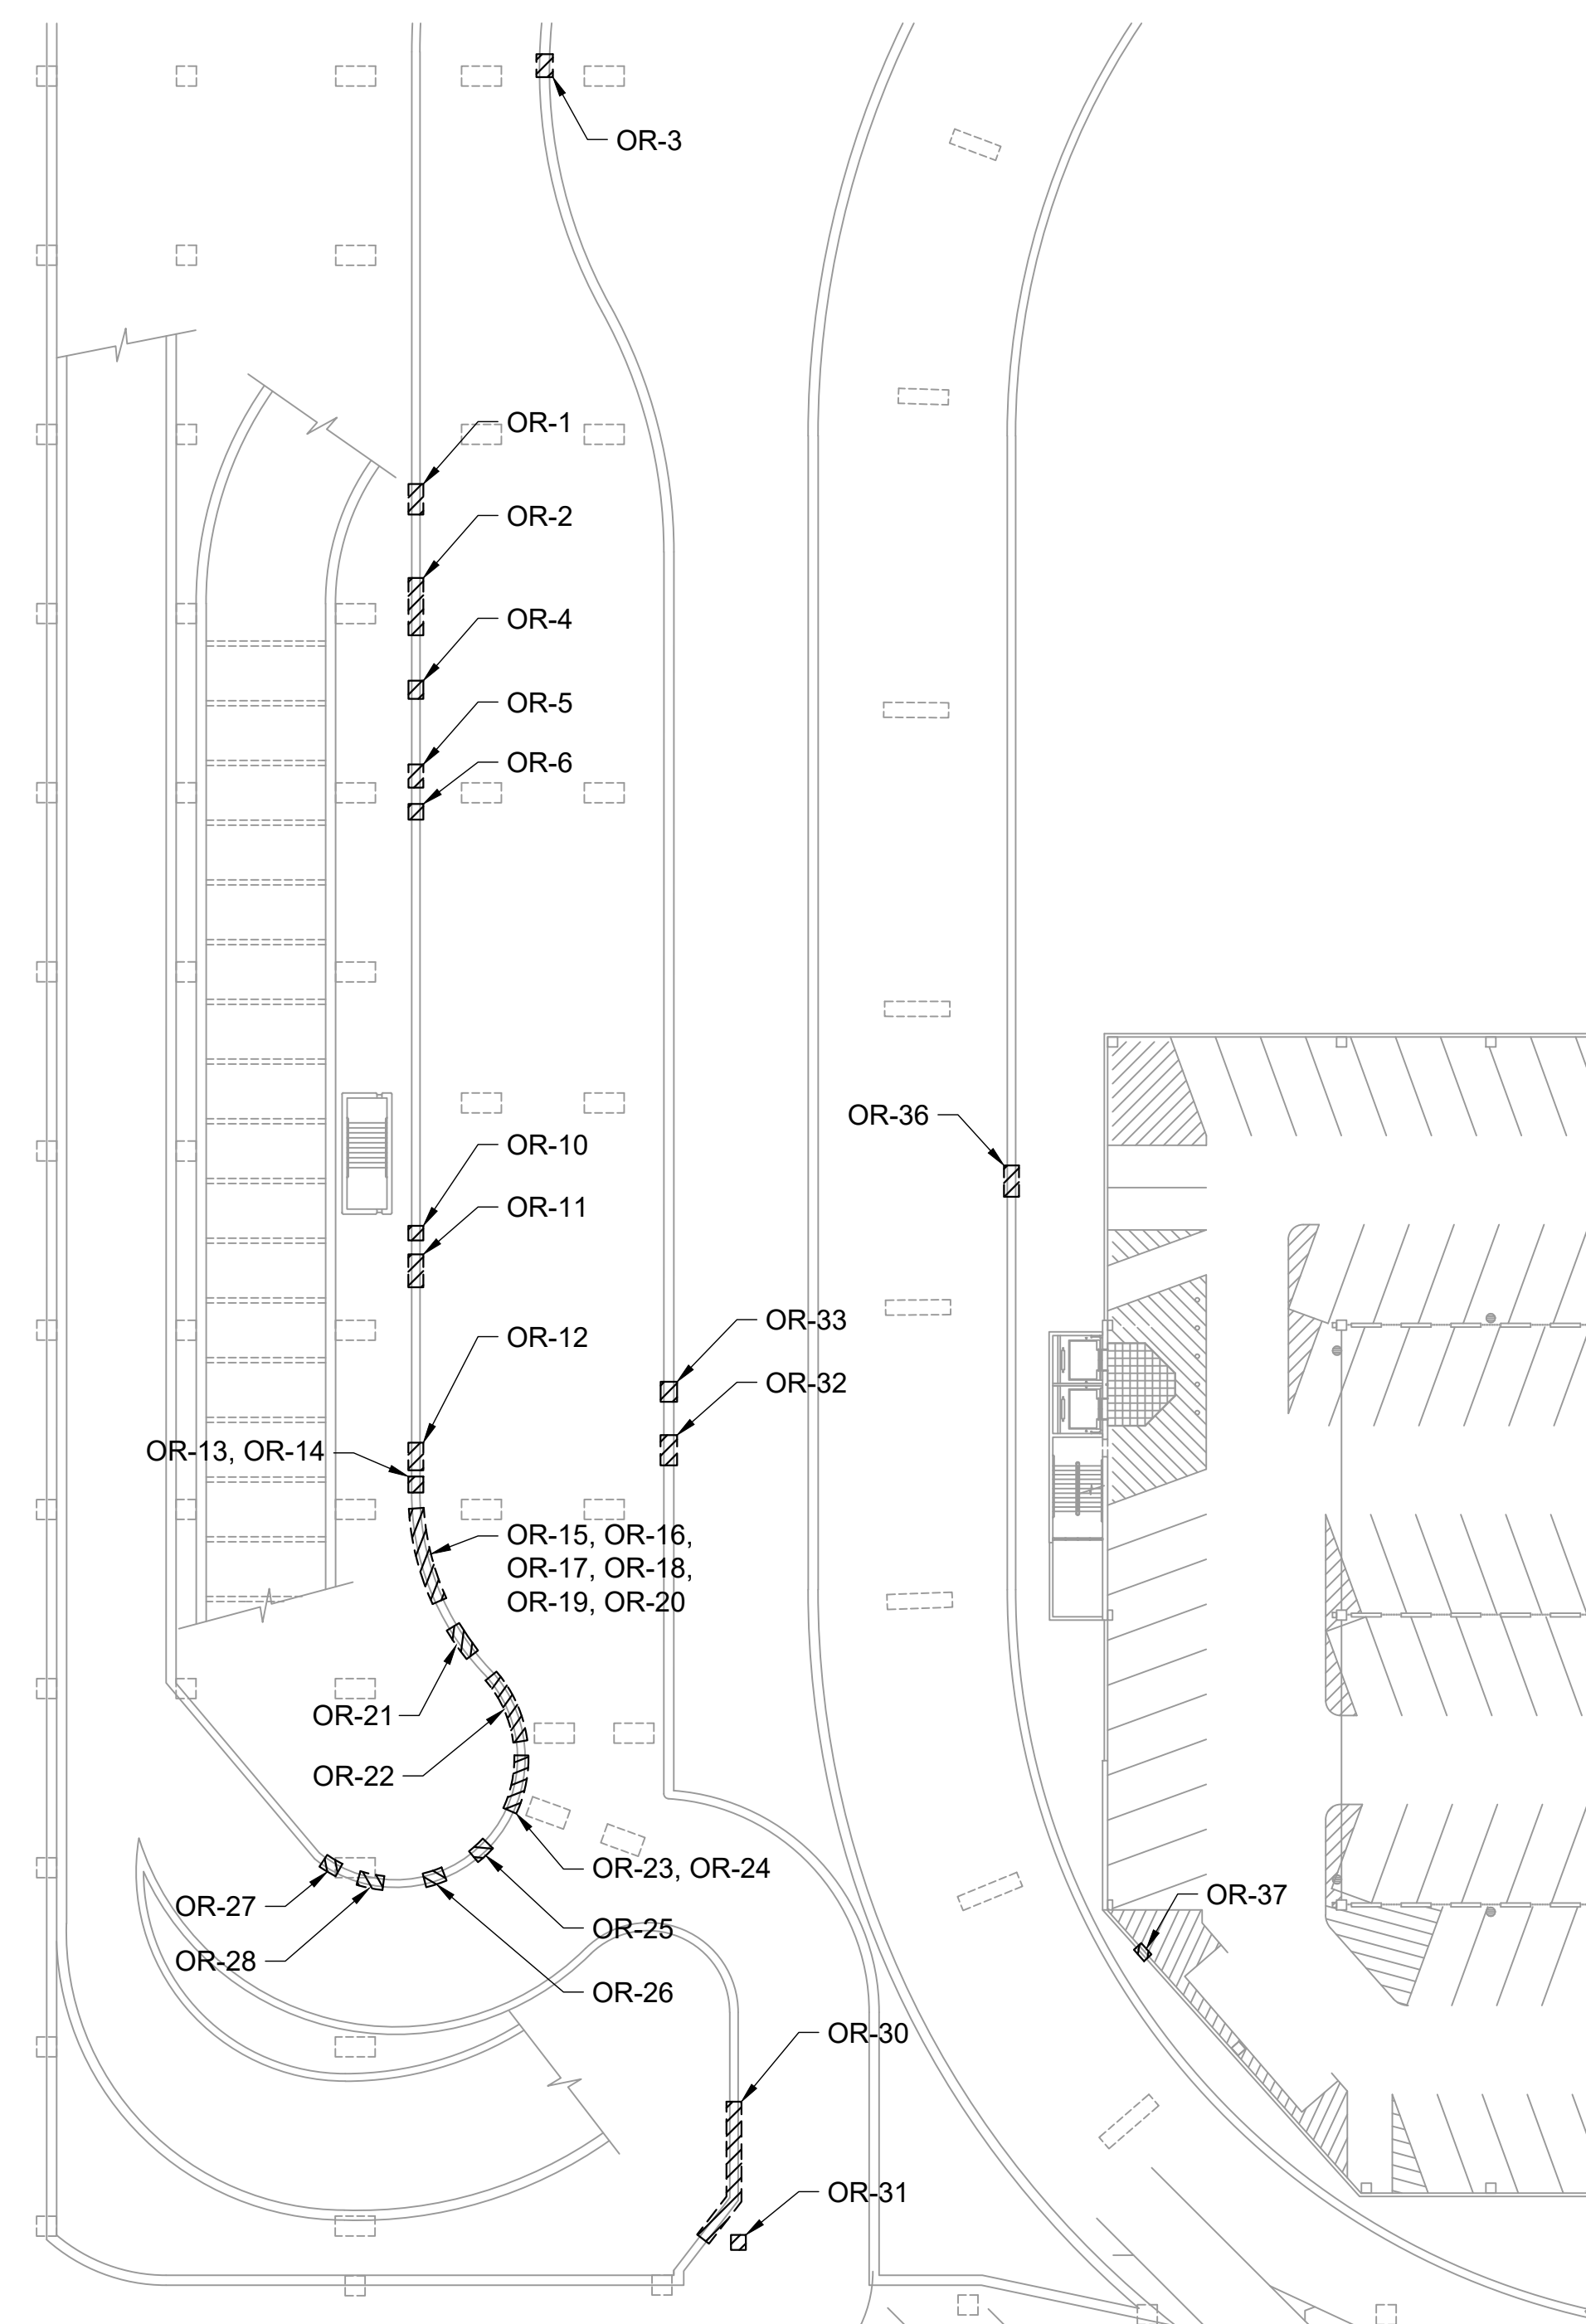 OR-3
OR-1
OR-2
OR-4
OR-5
OR-6
OR-36
OR-10
OR-11
OR-33
OR-12
OR-32
OR-13, OR-14
OR-15, OR-16,
OR-17, OR-18,
OR-19, OR-20
OR-21
OR-22
OR-23, OR-24
OR-37
OR-27
OR-25
OR-28
OR-26
OR-30
OR-31